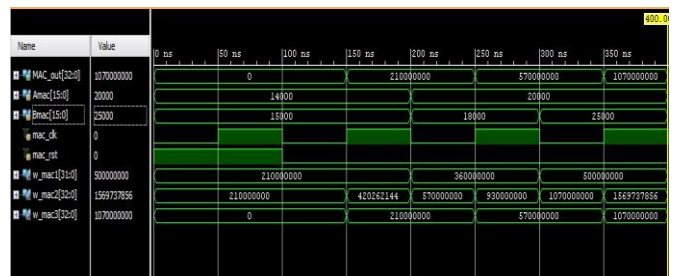 400.00
Name Value 0 ns 50 ns 100 ns 150 ns 200 ns 250 ns 300 ns 350 ns
MAC_out[32:0] 1070000000 0 210000000 570000000 1070000000
Amac[15:0] 20000 14000 20000
Bmac[15:0] 25000 15000 18000 25000
mac_clk 0
mac_rst 0
w_mac1[31:0] 500000000 210000000 360000000 500000000
w_mac2[32:0] 1569737856 210000000 420262144 570000000 930000000 1070000000 1569737856
w_mac3[32:0] 1070000000 0 210000000 570000000 1070000000